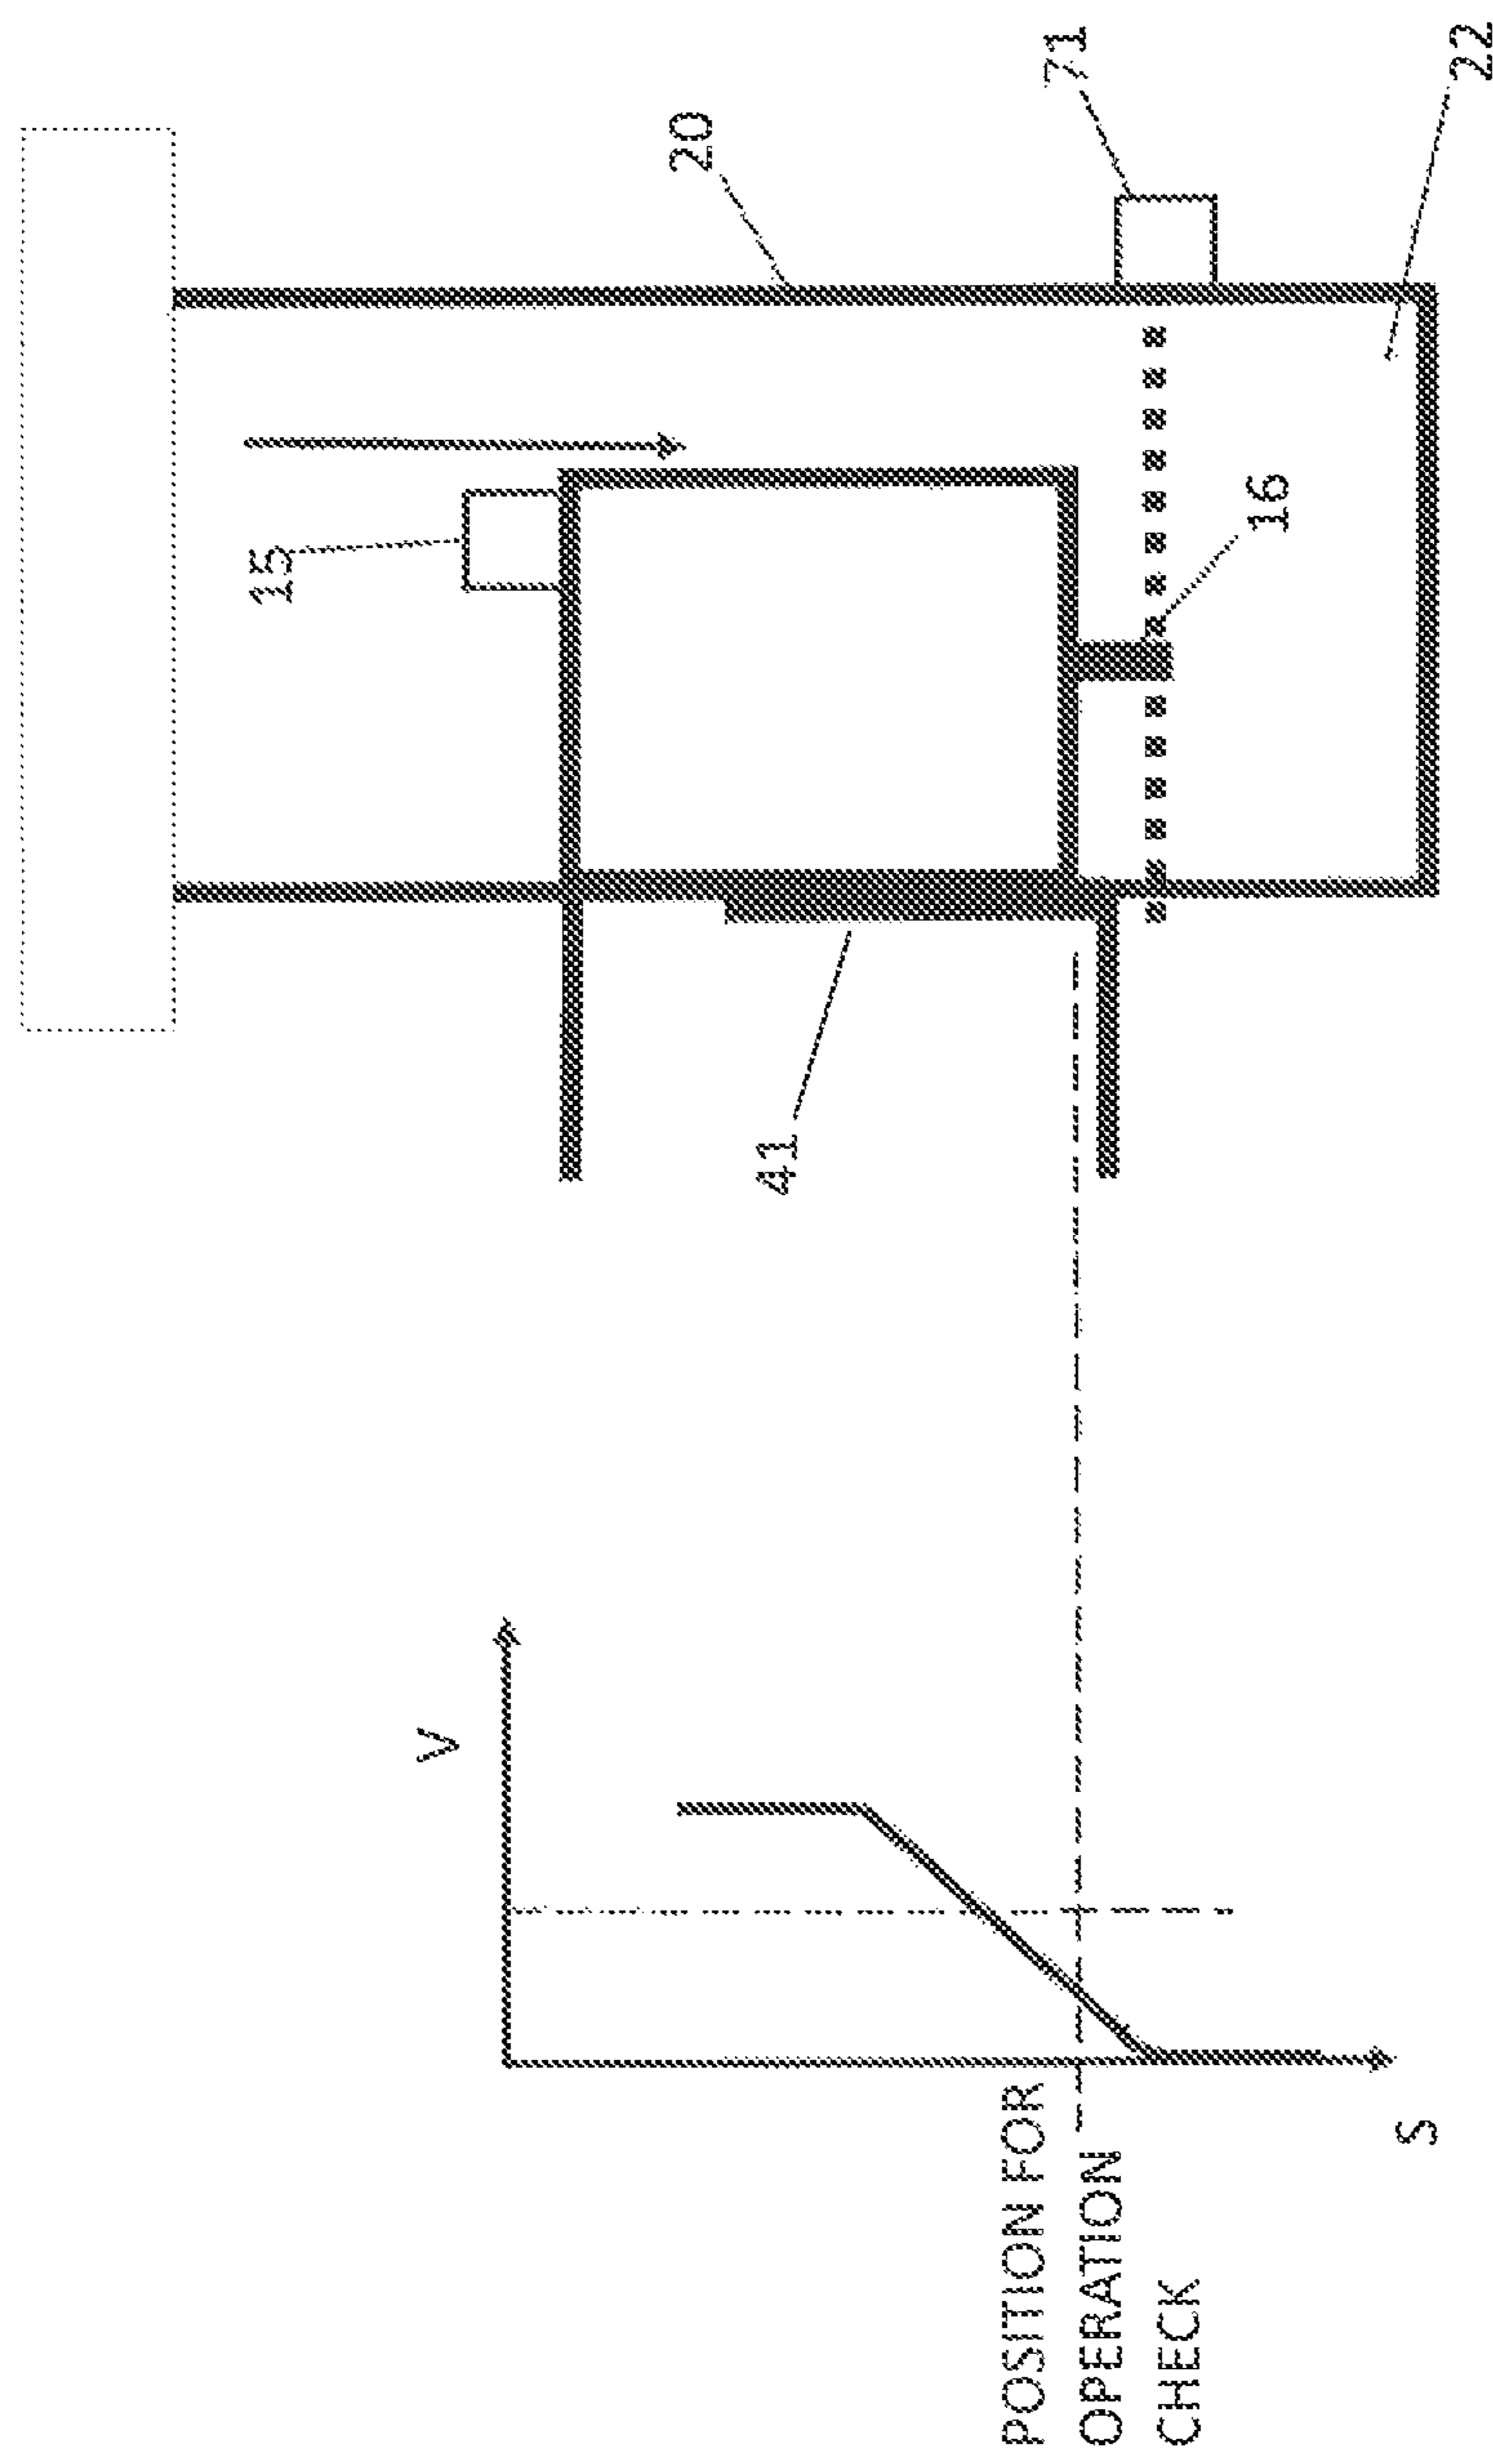 15
V
20
41
POSITION FOR
OPERATION
CHECK
71
16
S
22